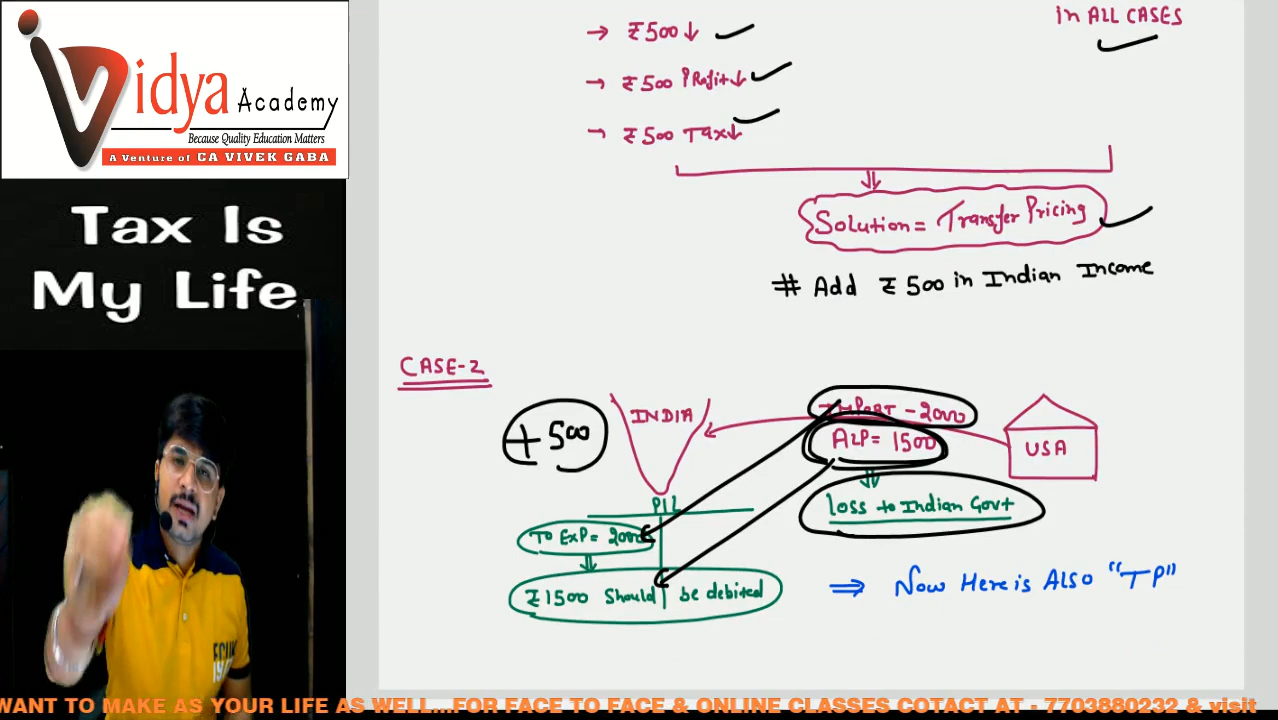 Vidya
Academy
Because Quality Education Matters
A Venture of CA VIVEK GABA
Tax Is
My Life
→ ₹500↓
→ ₹500 Profit↓
→ ₹500 Tax↓
in ALL CASES
Solution = Transfer Pricing
# Add ₹500 in Indian Income
CASE-2
+500
INDIA
IMPORT - 2000
ALP = 1500
USA
loss to Indian Govt
P/L
To EXP = 2000
₹1500 Should be debited
⇒ Now Here is Also "TP"
WANT TO MAKE AS YOUR LIFE AS WELL....FOR FACE TO FACE & ONLINE CLASSES COTACT AT - 7703880232 & visit